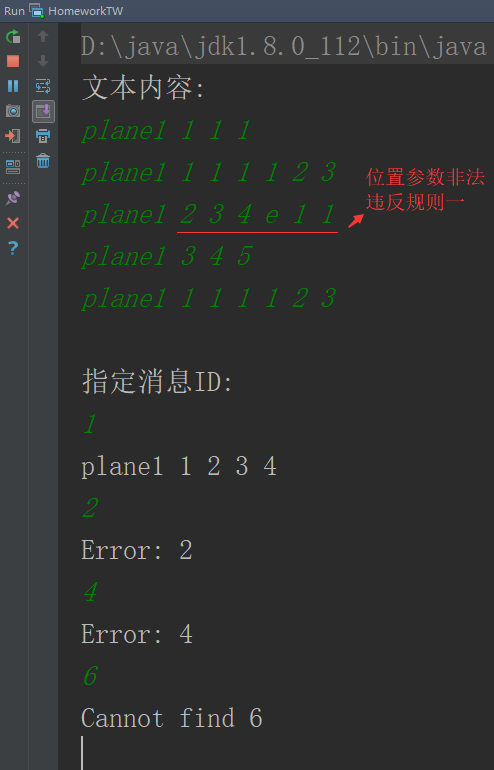 Run HomeworkTW
D:\java\jdk1.8.0_112\bin\java
文本内容:
plane1 1 1 1
plane1 1 1 1 1 2 3
plane1 2 3 4 e 1 1
位置参数非法
违反规则一
plane1 3 4 5
plane1 1 1 1 1 2 3
指定消息ID:
1
plane1 1 2 3 4
2
Error: 2
4
Error: 4
6
Cannot find 6